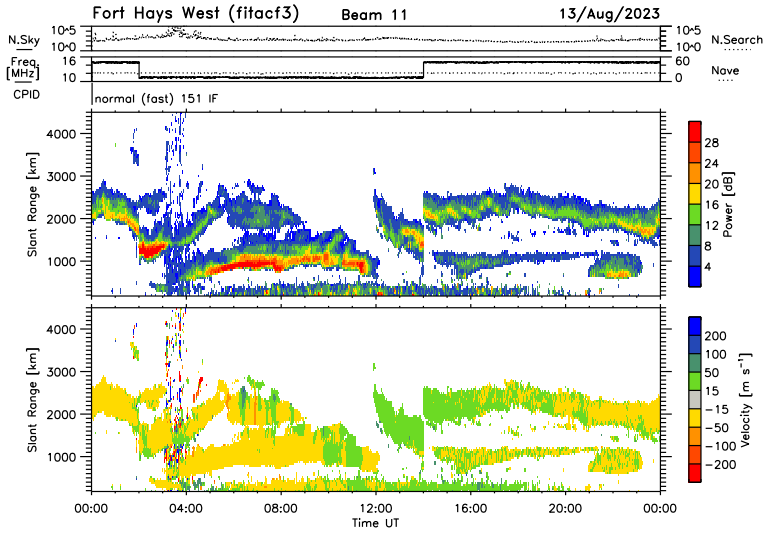 Fort Hays West (fitacf3) Beam 11 13/Aug/2023
N.Sky 10^5 10^0 10^5 10^0 N.Search
Freq. [MHz] 16 10 60 0 Nave
CPID normal (fast) 151 IF
Slant Range [km] 4000 3000 2000 1000
Power [dB] 28 24 20 16 12 8 4
Slant Range [km] 4000 3000 2000 1000
Velocity [m s⁻¹] 200 100 50 15 −15 −50 −100 −200
00:00 04:00 08:00 12:00 16:00 20:00 00:00
Time UT